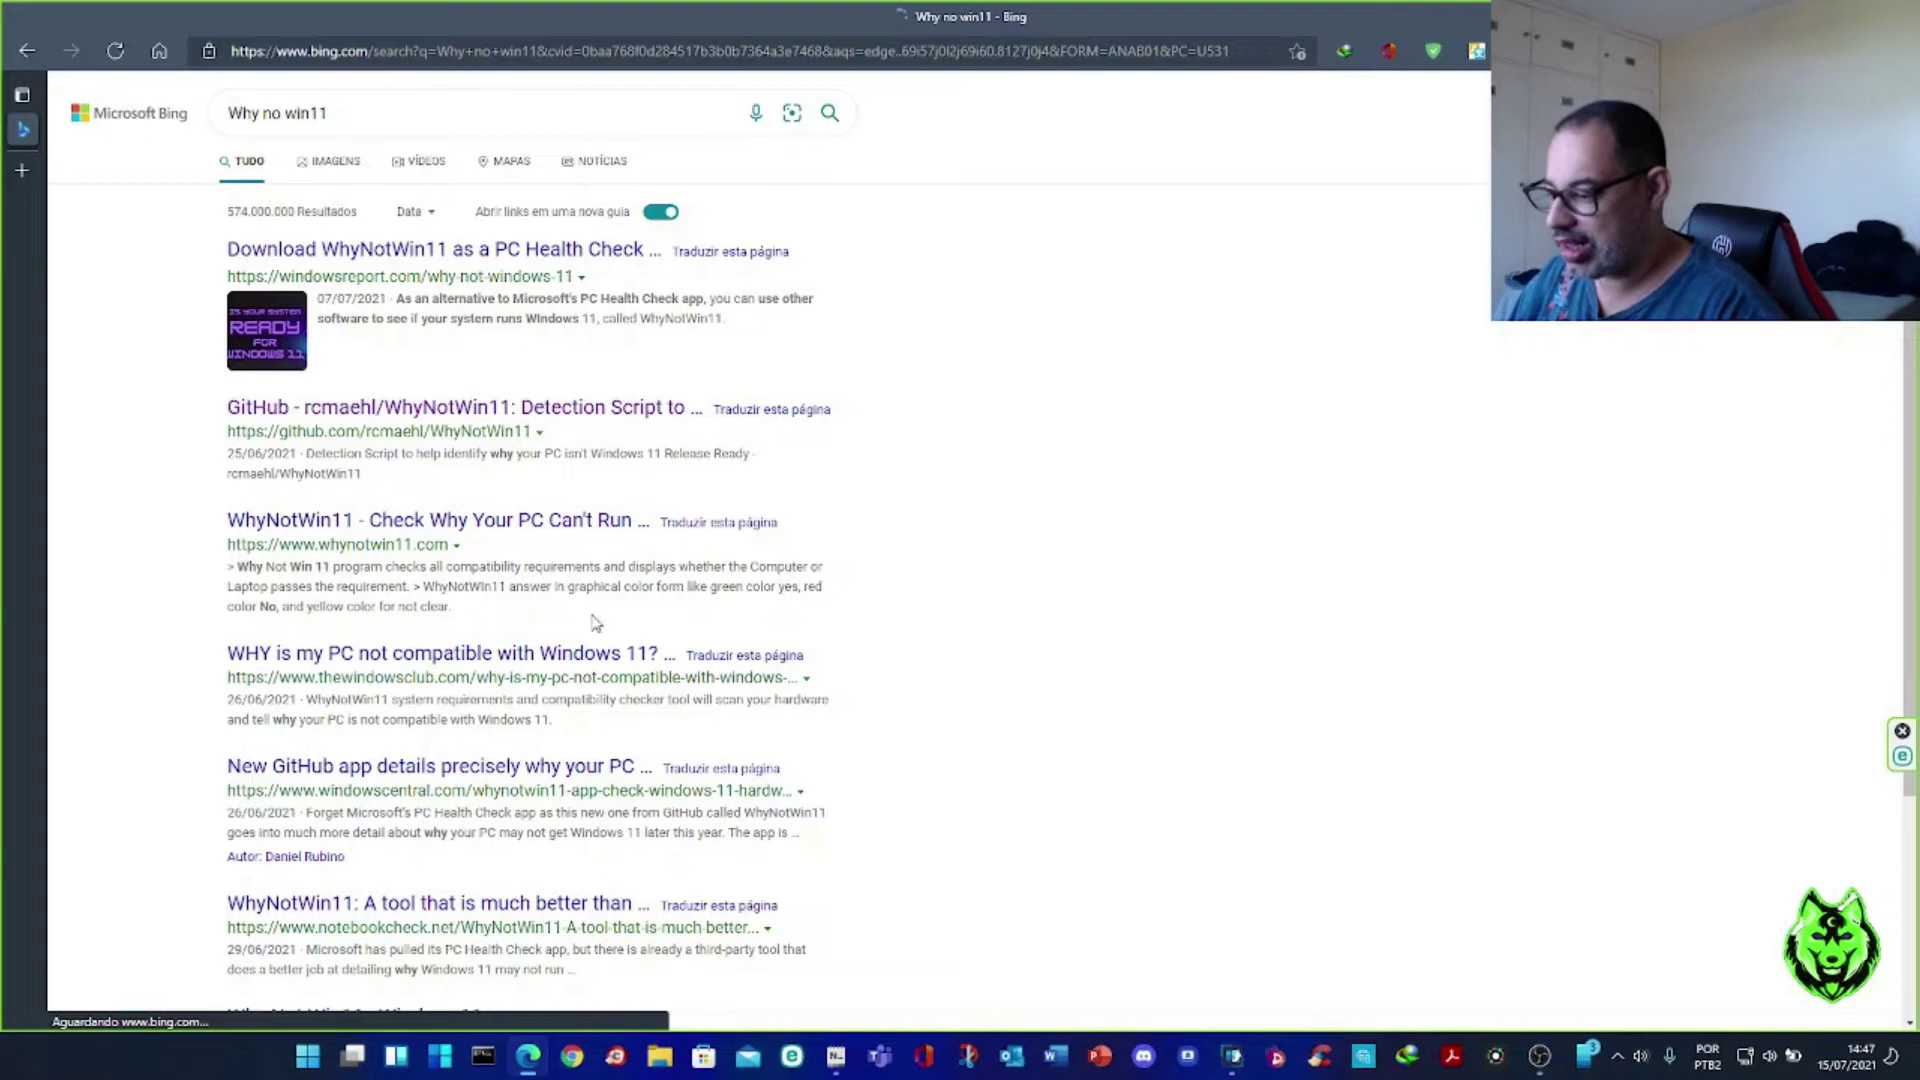 Why no win11 - Bing
https://www.bing.com/search?q=Why+no+win11&cvid=0baa768f0d284517b3b0b7364a3e7468&aqs=edge..69i57j0l2j69i60.8127j0j4&FORM=ANAB01&PC=U531
Microsoft Bing
Why no win11
TUDO
IMAGENS
VÍDEOS
MAPAS
NOTÍCIAS
574.000.000 Resultados
Data
Abrir links em uma nova guia
Download WhyNotWin11 as a PC Health Check ... Traduzir esta página
https://windowsreport.com/why-not-windows-11
IS YOUR SYSTEM
READY
FOR
WINDOWS 11
07/07/2021 · As an alternative to Microsoft's PC Health Check app, you can use other
software to see if your system runs Windows 11, called WhyNotWin11.
GitHub - rcmaehl/WhyNotWin11: Detection Script to ... Traduzir esta página
https://github.com/rcmaehl/WhyNotWin11
25/06/2021 · Detection Script to help identify why your PC isn't Windows 11 Release Ready -
rcmaehl/WhyNotWin11
WhyNotWin11 - Check Why Your PC Can't Run ... Traduzir esta página
https://www.whynotwin11.com
> Why Not Win 11 program checks all compatibility requirements and displays whether the Computer or
Laptop passes the requirement. > WhyNotWin11 answer in graphical color form like green color yes, red
color No, and yellow color for not clear.
WHY is my PC not compatible with Windows 11? ... Traduzir esta página
https://www.thewindowsclub.com/why-is-my-pc-not-compatible-with-windows-...
26/06/2021 · WhyNotWin11 system requirements and compatibility checker tool will scan your hardware
and tell why your PC is not compatible with Windows 11.
New GitHub app details precisely why your PC ... Traduzir esta página
https://www.windowscentral.com/whynotwin11-app-check-windows-11-hardw...
26/06/2021 · Forget Microsoft's PC Health Check app as this new one from GitHub called WhyNotWin11
goes into much more detail about why your PC may not get Windows 11 later this year. The app is ...
Autor: Daniel Rubino
WhyNotWin11: A tool that is much better than ... Traduzir esta página
https://www.notebookcheck.net/WhyNotWin11-A-tool-that-is-much-better...
29/06/2021 · Microsoft has pulled its PC Health Check app, but there is already a third-party tool that
does a better job at detailing why Windows 11 may not run ...
Aguardando www.bing.com...
POR
PTB2
14:47
15/07/2021